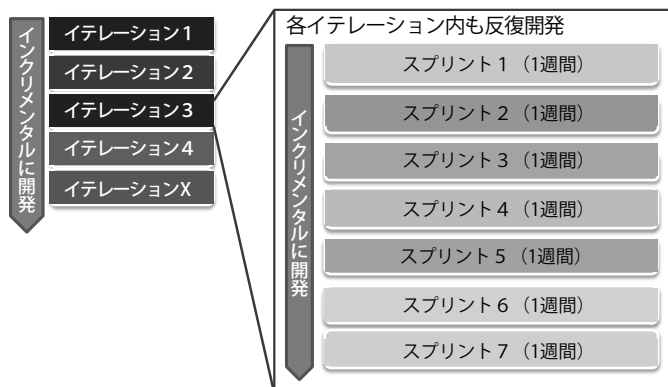 インクリメンタルに開発
イテレーション1
イテレーション2
イテレーション3
イテレーション4
イテレーションX
各イテレーション内も反復開発
インクリメンタルに開発
スプリント1（1週間）
スプリント2（1週間）
スプリント3（1週間）
スプリント4（1週間）
スプリント5（1週間）
スプリント6（1週間）
スプリント7（1週間）